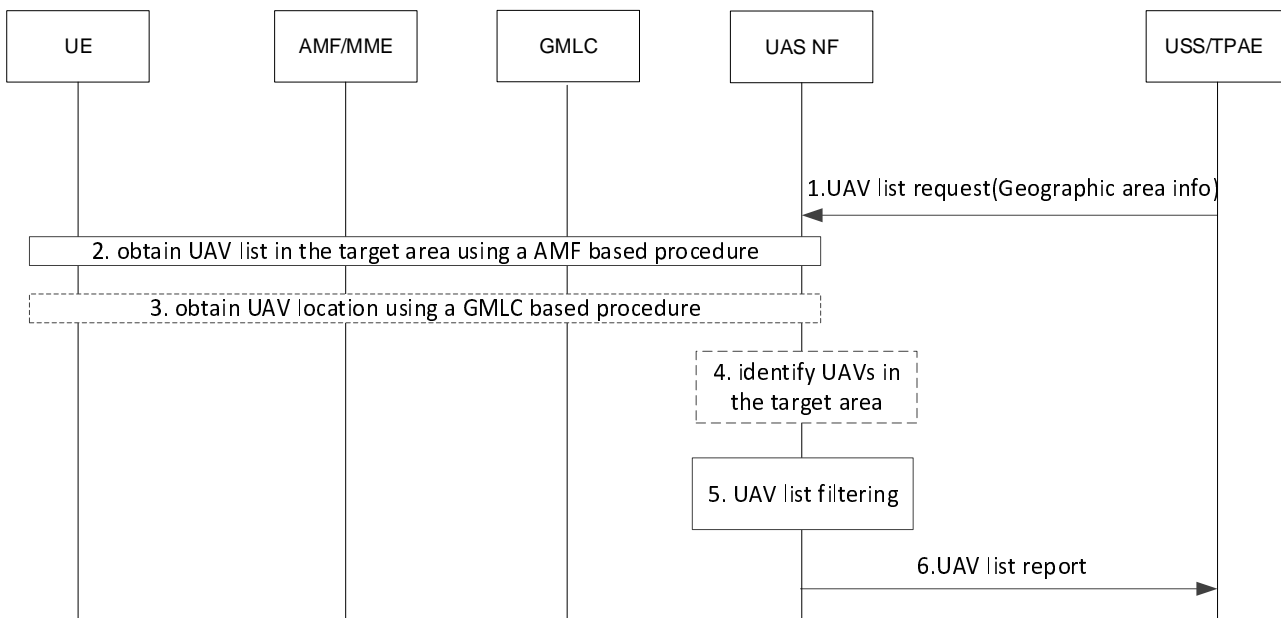 UE
AMF/MME
GMLC
UAS NF
USS/TPAE
1.UAV list request(Geographic area info)
2. obtain UAV list in the target area using a AMF based procedure
3. obtain UAV location using a GMLC based procedure
4. identify UAVs in
the target area
5. UAV list filtering
6.UAV list report